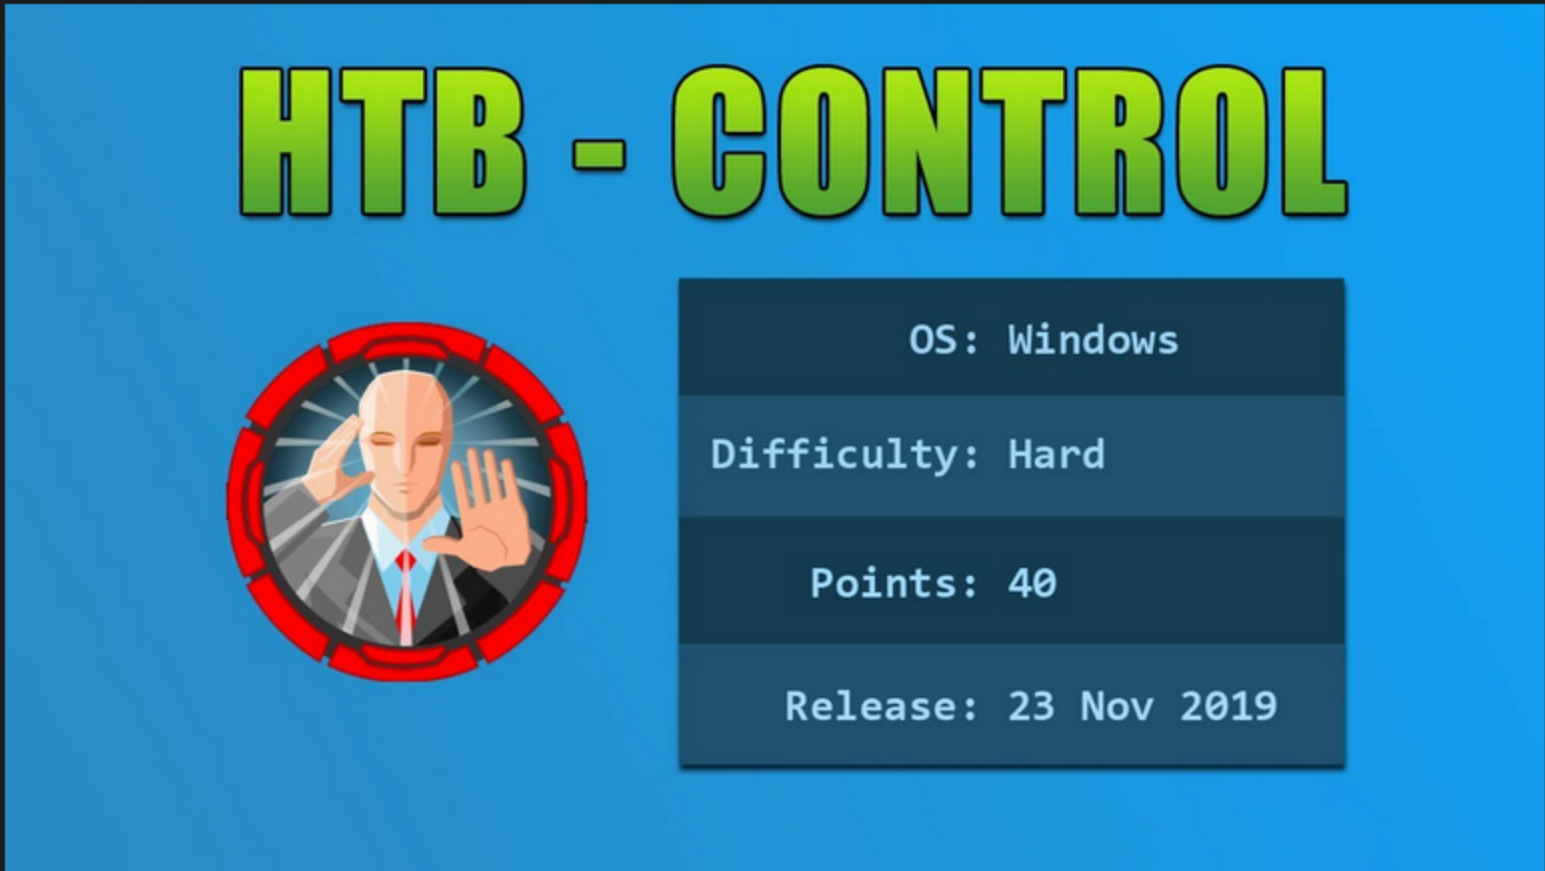 HTB - CONTROL
OS: Windows
Difficulty: Hard
Points: 40
Release: 23 Nov 2019